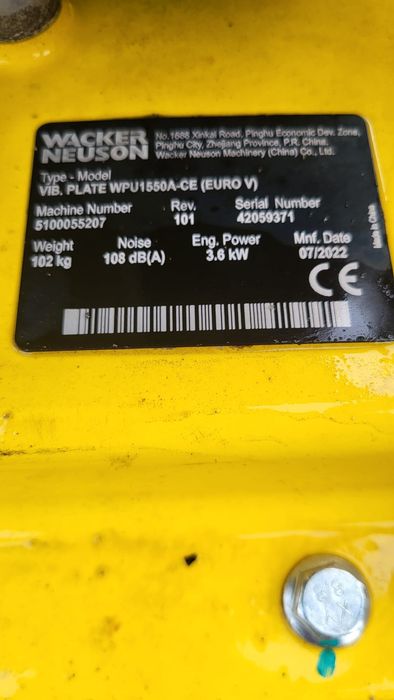 WACKER
NEUSON
No.1688 Xinkai Road, Pinghu Economic Dev. Zone,
Pinghu City, Zhejiang Province, P.R. China.
Wacker Neuson Machinery (China) Co., Ltd.
Type - Model
VIB. PLATE WPU1550A-CE (EURO V)
Machine Number Rev. Serial Number
5100055207 101 42059371
Weight Noise Eng. Power Mnf. Date
102 kg 108 dB(A) 3.6 kW 07/2022
CE
Made in China